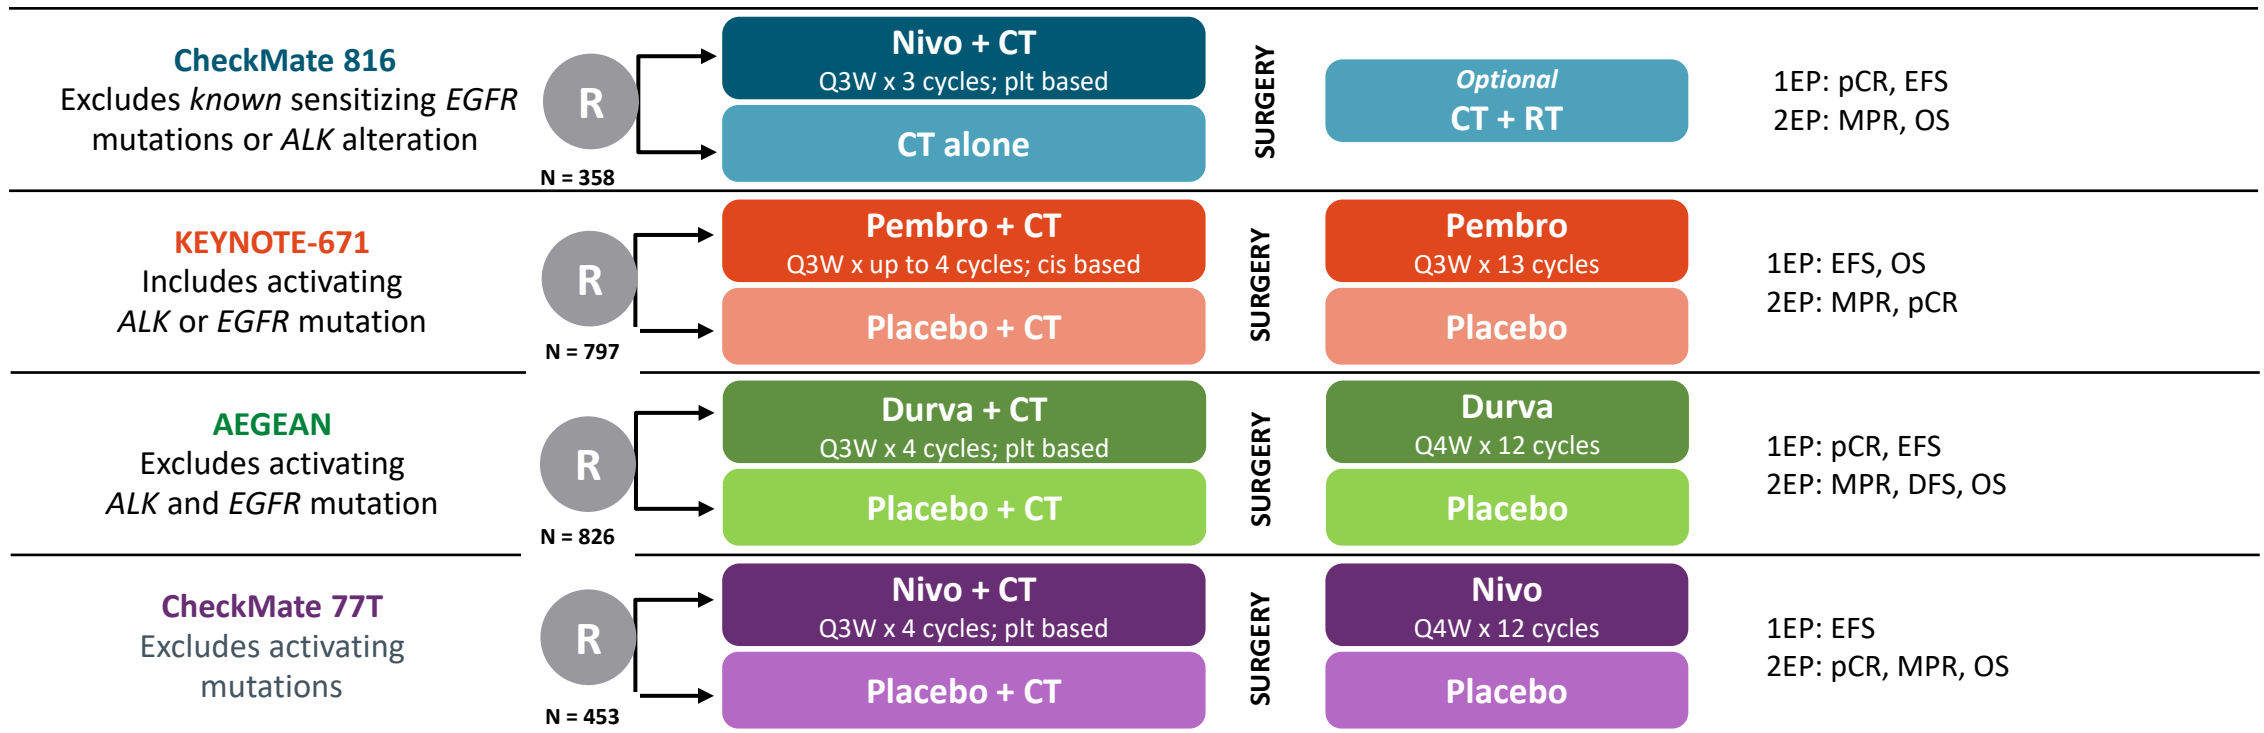 CheckMate 816
Excludes known sensitizing EGFR
mutations or ALK alteration
R
N = 358
Nivo + CT
Q3W x 3 cycles; plt based
CT alone
SURGERY
Optional
CT + RT
1EP: pCR, EFS
2EP: MPR, OS
KEYNOTE-671
Includes activating
ALK or EGFR mutation
R
N = 797
Pembro + CT
Q3W x up to 4 cycles; cis based
Placebo + CT
SURGERY
Pembro
Q3W x 13 cycles
Placebo
1EP: EFS, OS
2EP: MPR, pCR
AEGEAN
Excludes activating
ALK and EGFR mutation
R
N = 826
Durva + CT
Q3W x 4 cycles; plt based
Placebo + CT
SURGERY
Durva
Q4W x 12 cycles
Placebo
1EP: pCR, EFS
2EP: MPR, DFS, OS
CheckMate 77T
Excludes activating
mutations
R
N = 453
Nivo + CT
Q3W x 4 cycles; plt based
Placebo + CT
SURGERY
Nivo
Q4W x 12 cycles
Placebo
1EP: EFS
2EP: pCR, MPR, OS